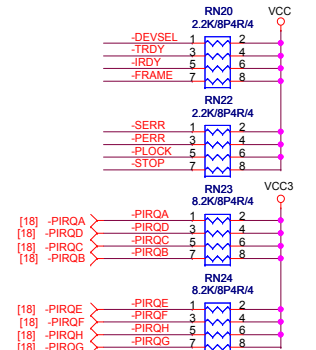 RN20 VCC
2.2K/8P4R/4
-DEVSEL 1 2
-TRDY 3 4
-IRDY 5 6
-FRAME 7 8
RN22
2.2K/8P4R/4
-SERR 1 2
-PERR 3 4
-PLOCK 5 6
-STOP 7 8
RN23 VCC3
8.2K/8P4R/4
[18] -PIRQA -PIRQA 1 2
[18] -PIRQD -PIRQD 3 4
[18] -PIRQC -PIRQC 5 6
[18] -PIRQB -PIRQB 7 8
RN24
8.2K/8P4R/4
[18] -PIRQE -PIRQE 1 2
[18] -PIRQF -PIRQF 3 4
[18] -PIRQH -PIRQH 5 6
[18] -PIRQG -PIRQG 7 8